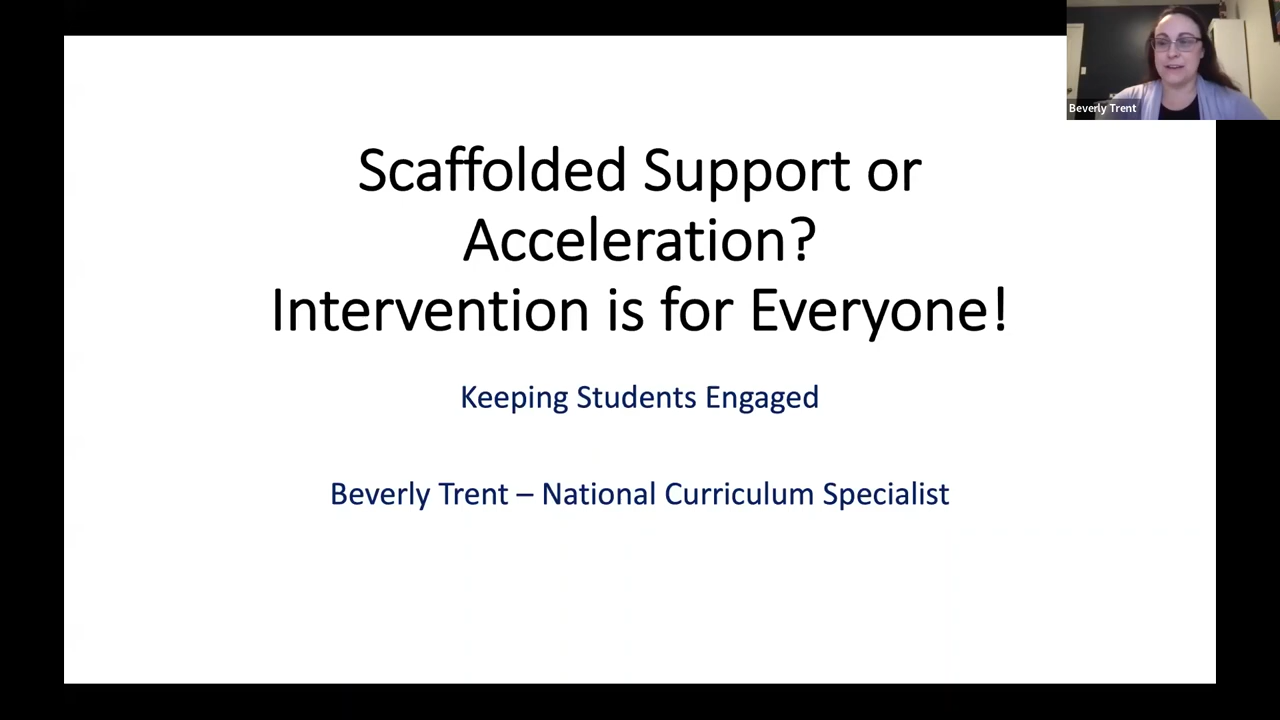 Beverly Trent
Scaffolded Support or
Acceleration?
Intervention is for Everyone!
Keeping Students Engaged
Beverly Trent – National Curriculum Specialist